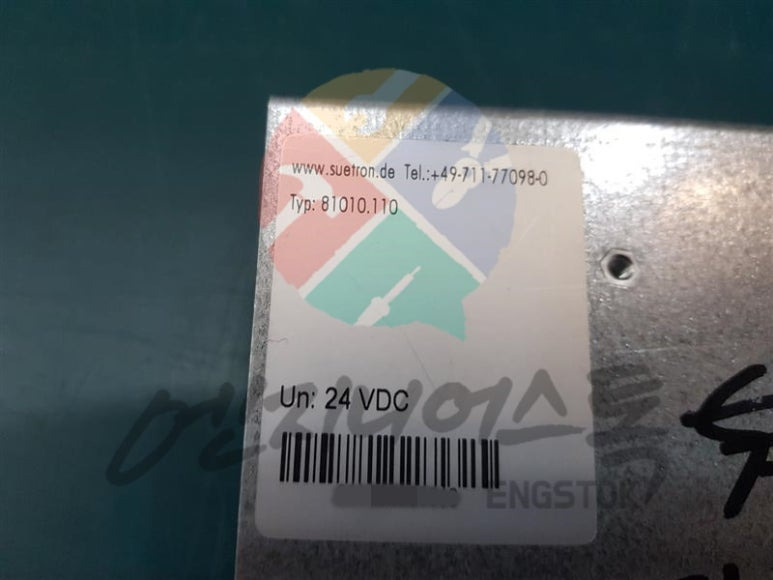 www.suetron.de Tel.:+49-711-77098-0
Typ: 81010.110
Un: 24 VDC
엔지니어스톡
ENGSTOK